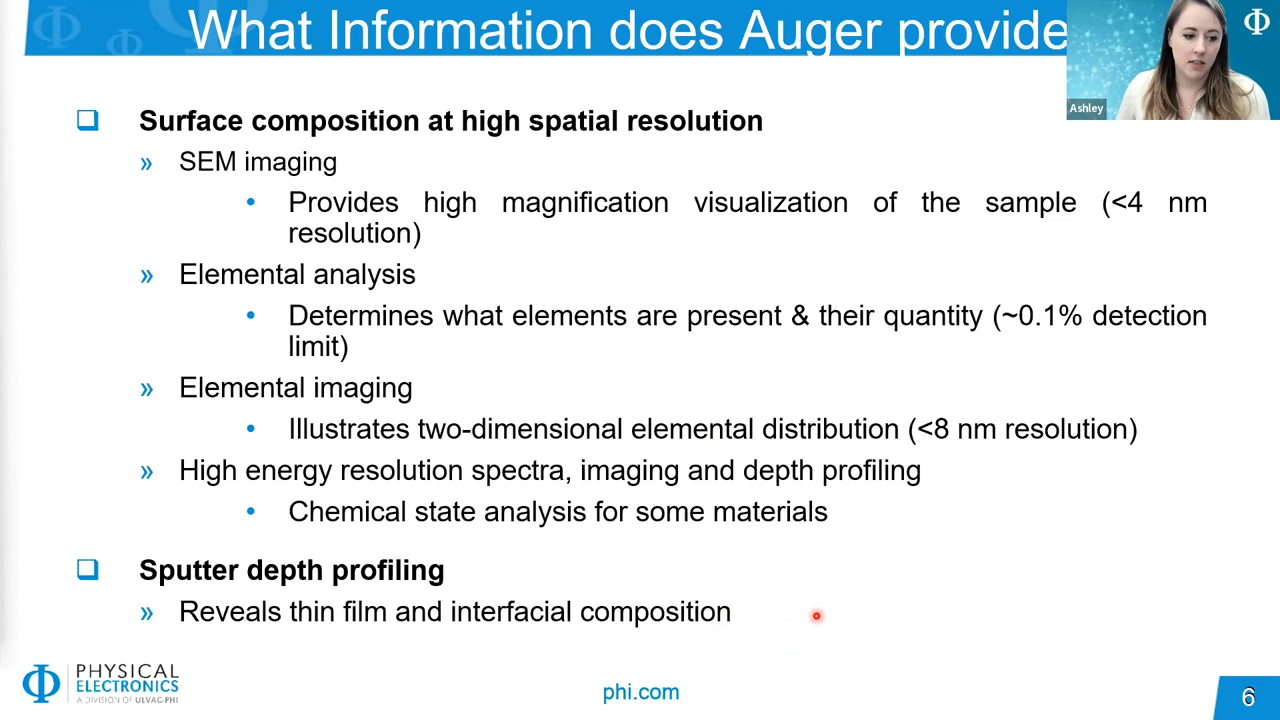 What Information does Auger provide
Ashley
Surface composition at high spatial resolution
» SEM imaging
• Provides high magnification visualization of the sample (<4 nm
resolution)
» Elemental analysis
• Determines what elements are present & their quantity (~0.1% detection
limit)
» Elemental imaging
• Illustrates two-dimensional elemental distribution (<8 nm resolution)
» High energy resolution spectra, imaging and depth profiling
• Chemical state analysis for some materials
Sputter depth profiling
» Reveals thin film and interfacial composition
PHYSICAL
ELECTRONICS
A DIVISION OF ULVAC-PHI
phi.com
6